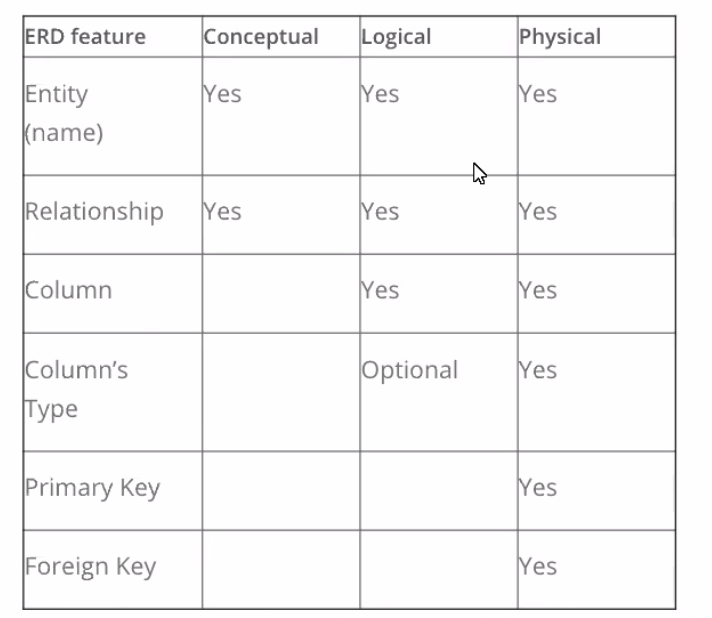 ERD feature Conceptual Logical Physical
Entity Yes Yes Yes
(name)
Relationship Yes Yes Yes
Column Yes Yes
Column’s Optional Yes
Type
Primary Key Yes
Foreign Key Yes